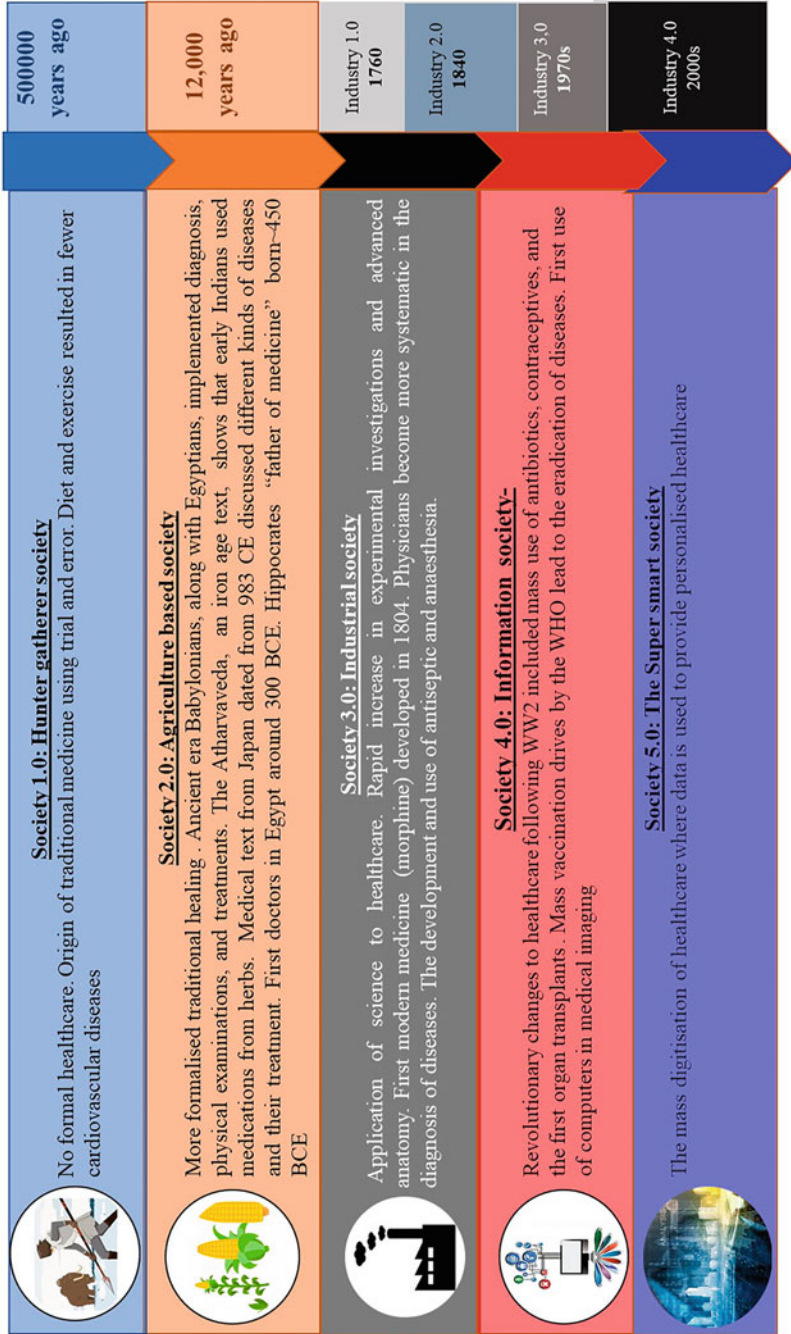 500000
years ago
Society 1.0: Hunter gatherer society
No formal healthcare. Origin of traditional medicine using trial and error. Diet and exercise resulted in fewer
cardiovascular diseases
12,000
years ago
Society 2.0: Agriculture based society
More formalised traditional healing . Ancient era Babylonians, along with Egyptians, implemented diagnosis,
physical examinations, and treatments. The Atharvaveda, an iron age text, shows that early Indians used
medications from herbs. Medical text from Japan dated from 983 CE discussed different kinds of diseases
and their treatment. First doctors in Egypt around 300 BCE. Hippocrates “father of medicine” born~450
BCE
Industry 1.0
1760
Industry 2.0
1840
Society 3.0: Industrial society
Application of science to healthcare. Rapid increase in experimental investigations and advanced
anatomy. First modern medicine (morphine) developed in 1804. Physicians become more systematic in the
diagnosis of diseases. The development and use of antiseptic and anaesthesia.
Industry 3,0
1970s
Society 4.0: Information society-
Revolutionary changes to healthcare following WW2 included mass use of antibiotics, contraceptives, and
the first organ transplants . Mass vaccination drives by the WHO lead to the eradication of diseases. First use
of computers in medical imaging
Industry 4.0
2000s
Society 5.0: The Super smart society
The mass digitisation of healthcare where data is used to provide personalised healthcare